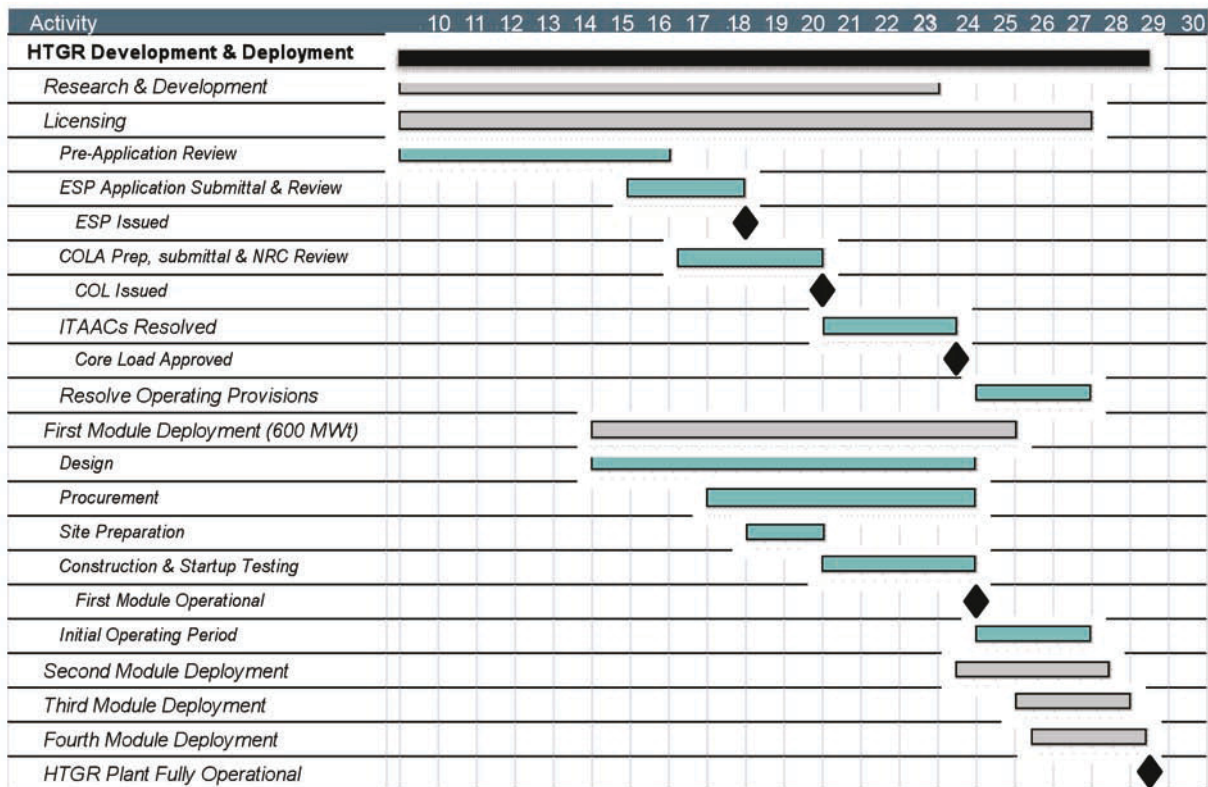 Activity 10 11 12 13 14 15 16 17 18 19 20 21 22 23 24 25 26 27 28 29 30
HTGR Development & Deployment
Research & Development
Licensing
Pre-Application Review
ESP Application Submittal & Review
ESP Issued
COLA Prep, submittal & NRC Review
COL Issued
ITAACs Resolved
Core Load Approved
Resolve Operating Provisions
First Module Deployment (600 MWt)
Design
Procurement
Site Preparation
Construction & Startup Testing
First Module Operational
Initial Operating Period
Second Module Deployment
Third Module Deployment
Fourth Module Deployment
HTGR Plant Fully Operational